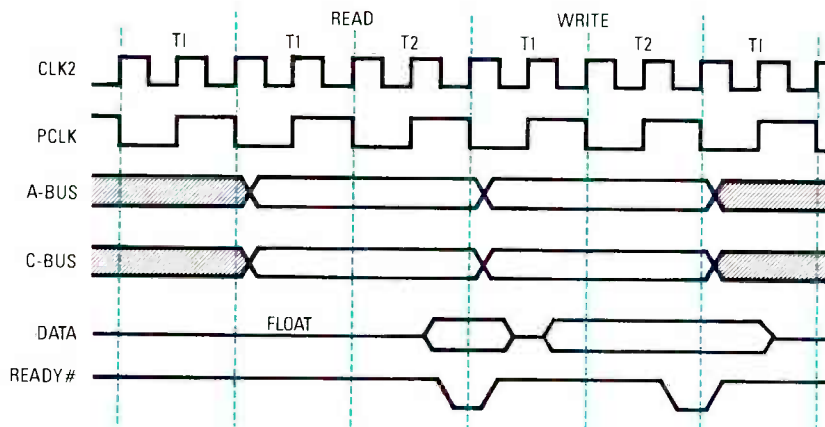 READ WRITE
TI T1 T2 T1 T2 TI
CLK2
PCLK
A-BUS
C-BUS
DATA FLOAT
READY#